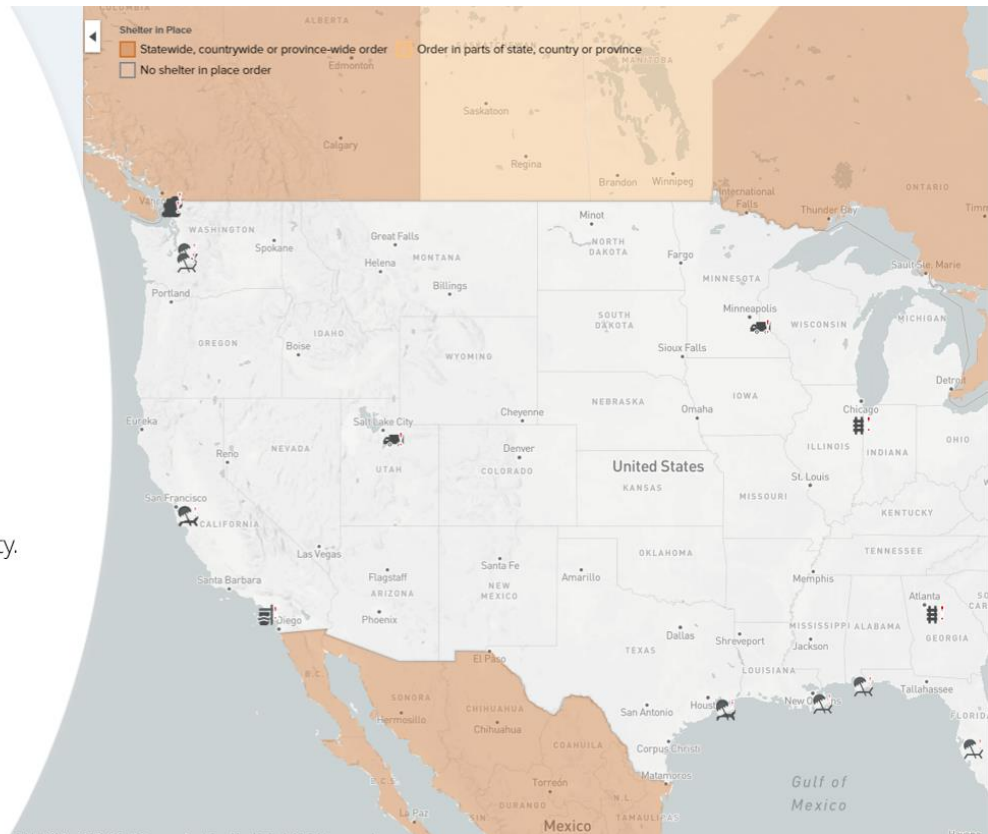 Shelter in Place
Statewide, countrywide or province-wide order
Order in parts of state, country or province
No shelter in place order
ALBERTA
Edmonton
MANITOBA
Saskatoon
Calgary
Regina
Brandon
Winnipeg
ONTARIO
International Falls
Thunder Bay
Sault Ste. Marie
WASHINGTON
Spokane
Great Falls
Helena
MONTANA
Billings
Minot
NORTH DAKOTA
Fargo
MINNESOTA
Minneapolis
WISCONSIN
MICHIGAN
Portland
OREGON
IDAHO
Boise
WYOMING
SOUTH DAKOTA
Sioux Falls
Detroit
IOWA
Chicago
Eureka
Salt Lake City
Cheyenne
NEBRASKA
Omaha
ILLINOIS
INDIANA
OHIO
Reno
NEVADA
UTAH
Denver
COLORADO
United States
KANSAS
St. Louis
MISSOURI
San Francisco
CALIFORNIA
KENTUCKY
Las Vegas
Santa Fe
OKLAHOMA
TENNESSEE
Santa Barbara
Flagstaff
ARIZONA
NEW MEXICO
Amarillo
Memphis
Atlanta
Diego
Phoenix
Dallas
Shreveport
MISSISSIPPI
ALABAMA
Jackson
GEORGIA
El Paso
TEXAS
LOUISIANA
B.C.
SONORA
Hermosillo
CHIHUAHUA
Chihuahua
San Antonio
Tallahassee
COAHUILA
Corpus Christi
Matamoros
Torreón
Gulf of
Mexico
DURANGO
N.L.
La Paz
SIN.
TAMAULIPAS
Mexico